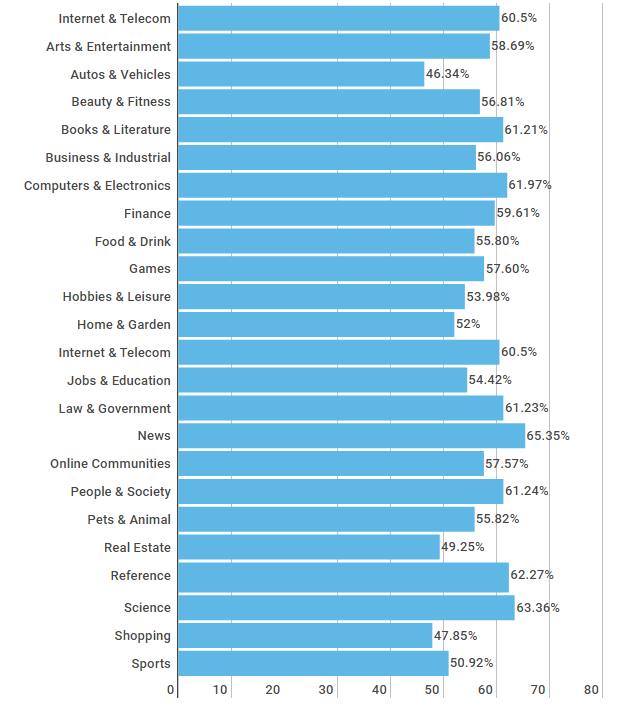 Internet & Telecom 60.5%
Arts & Entertainment 58.69%
Autos & Vehicles 46.34%
Beauty & Fitness 56.81%
Books & Literature 61.21%
Business & Industrial 56.06%
Computers & Electronics 61.97%
Finance 59.61%
Food & Drink 55.80%
Games 57.60%
Hobbies & Leisure 53.98%
Home & Garden 52%
Internet & Telecom 60.5%
Jobs & Education 54.42%
Law & Government 61.23%
News 65.35%
Online Communities 57.57%
People & Society 61.24%
Pets & Animal 55.82%
Real Estate 49.25%
Reference 62.27%
Science 63.36%
Shopping 47.85%
Sports 50.92%
0 10 20 30 40 50 60 70 80